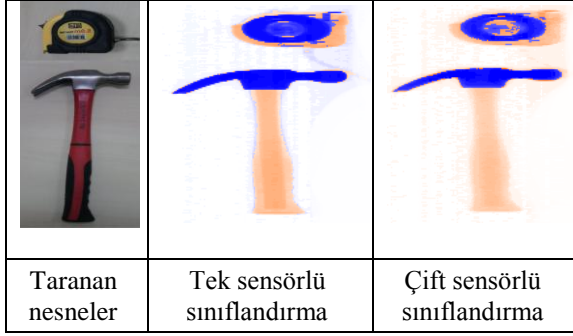 Taranan
nesneler
Tek sensörlü
sınıflandırma
Çift sensörlü
sınıflandırma